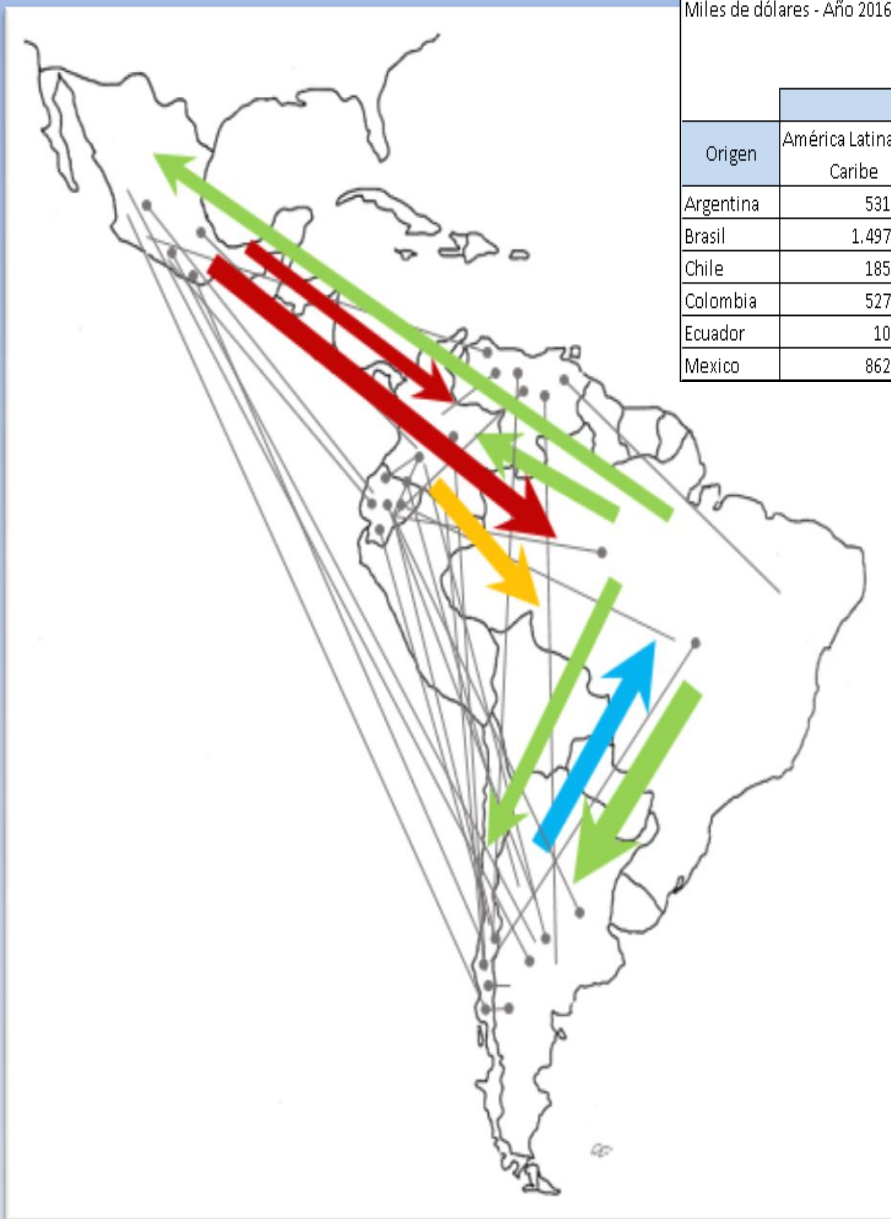 Miles de dólares - Año 2016
Origen
América Latina
Caribe
Argentina 531
Brasil 1.497
Chile 185
Colombia 527
Ecuador 10
Mexico 862